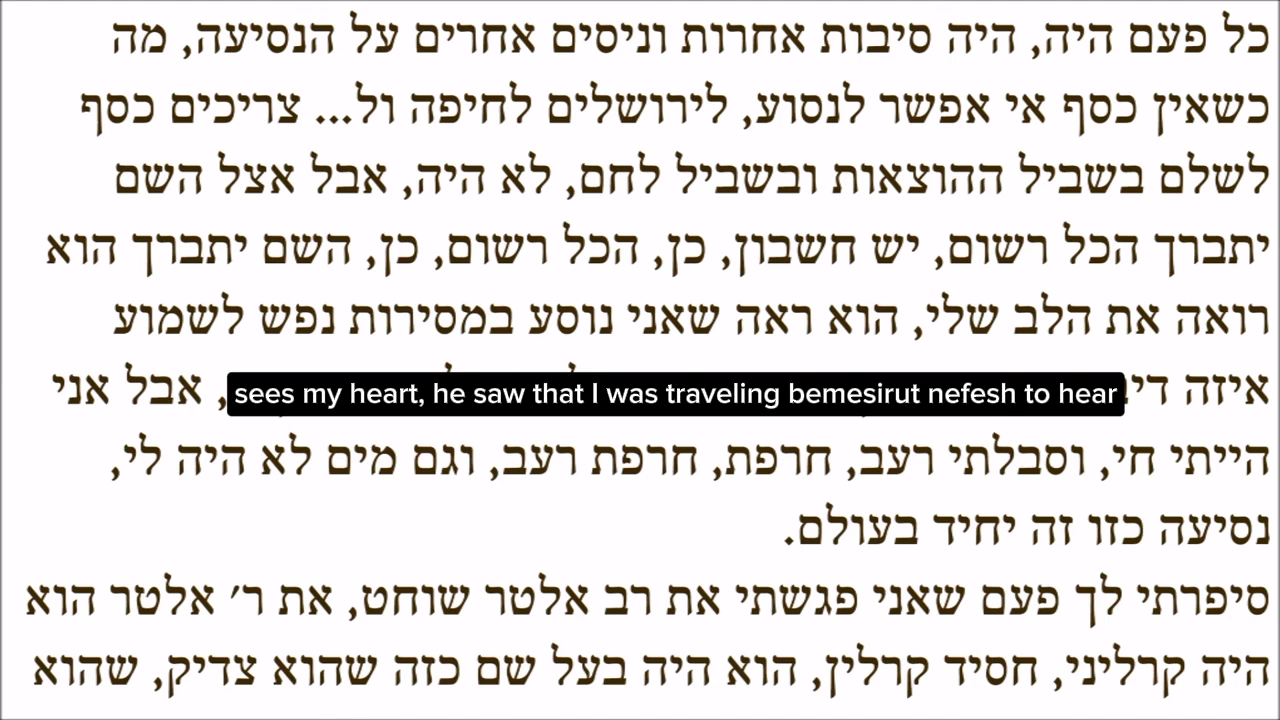 כל פעם היה, היה סיבות אחרות וניסים אחרים על הנסיעה, מה
כשאין כסף אי אפשר לנסוע, לירושלים לחיפה ול... צריכים כסף
לשלם בשביל ההוצאות ובשביל לחם, לא היה, אבל אצל השם
יתברך הכל רשום, יש חשבון, כן, הכל רשום, כן, השם יתברך הוא
רואה את הלב שלי, הוא ראה שאני נוסע במסירות נפש לשמוע
איזה , אבל אני
sees my heart, he saw that I was traveling bemesirut nefesh to hear
הייתי חי, וסבלתי רעב, חרפת, חרפת רעב, וגם מים לא היה לי,
נסיעה כזו זה יחיד בעולם.
סיפרתי לך פעם שאני פגשתי את רב אלטר שוחט, את ר׳ אלטר הוא
היה קרליני, חסיד קרלין, הוא היה בעל שם כזה שהוא צדיק, שהוא